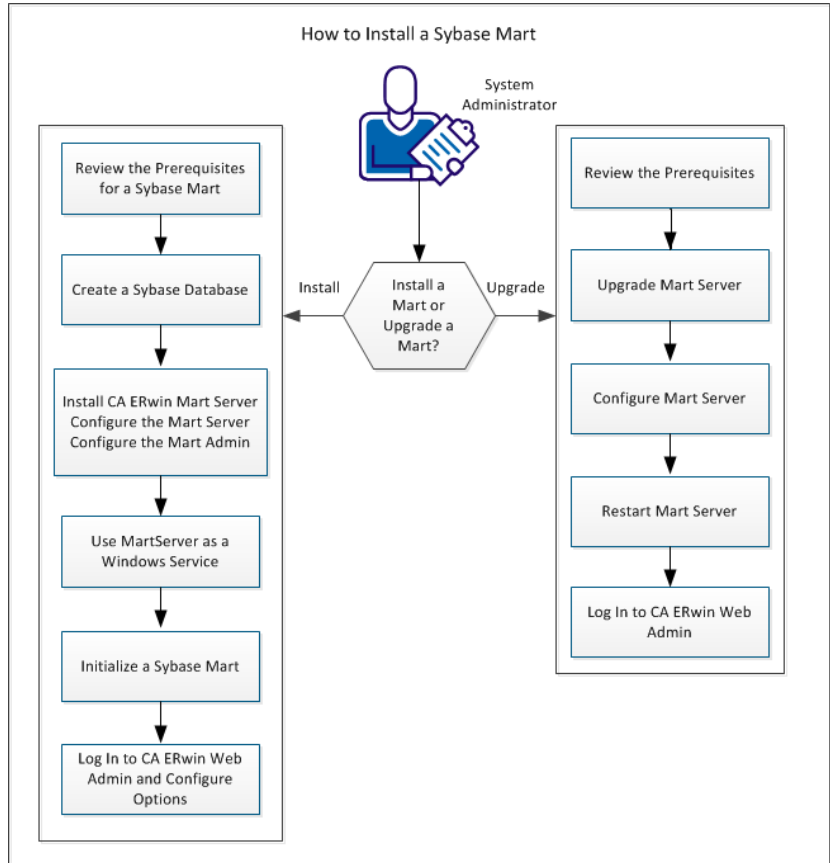 How to Install a Sybase Mart
System
Administrator
Review the Prerequisites
for a Sybase Mart
Create a Sybase Database
Install CA ERwin Mart Server
Configure the Mart Server
Configure the Mart Admin
Use MartServer as a
Windows Service
Initialize a Sybase Mart
Log In to CA ERwin Web
Admin and Configure
Options
Install
Install a
Mart or
Upgrade a
Mart?
Upgrade
Review the Prerequisites
Upgrade Mart Server
Configure Mart Server
Restart Mart Server
Log In to CA ERwin Web
Admin